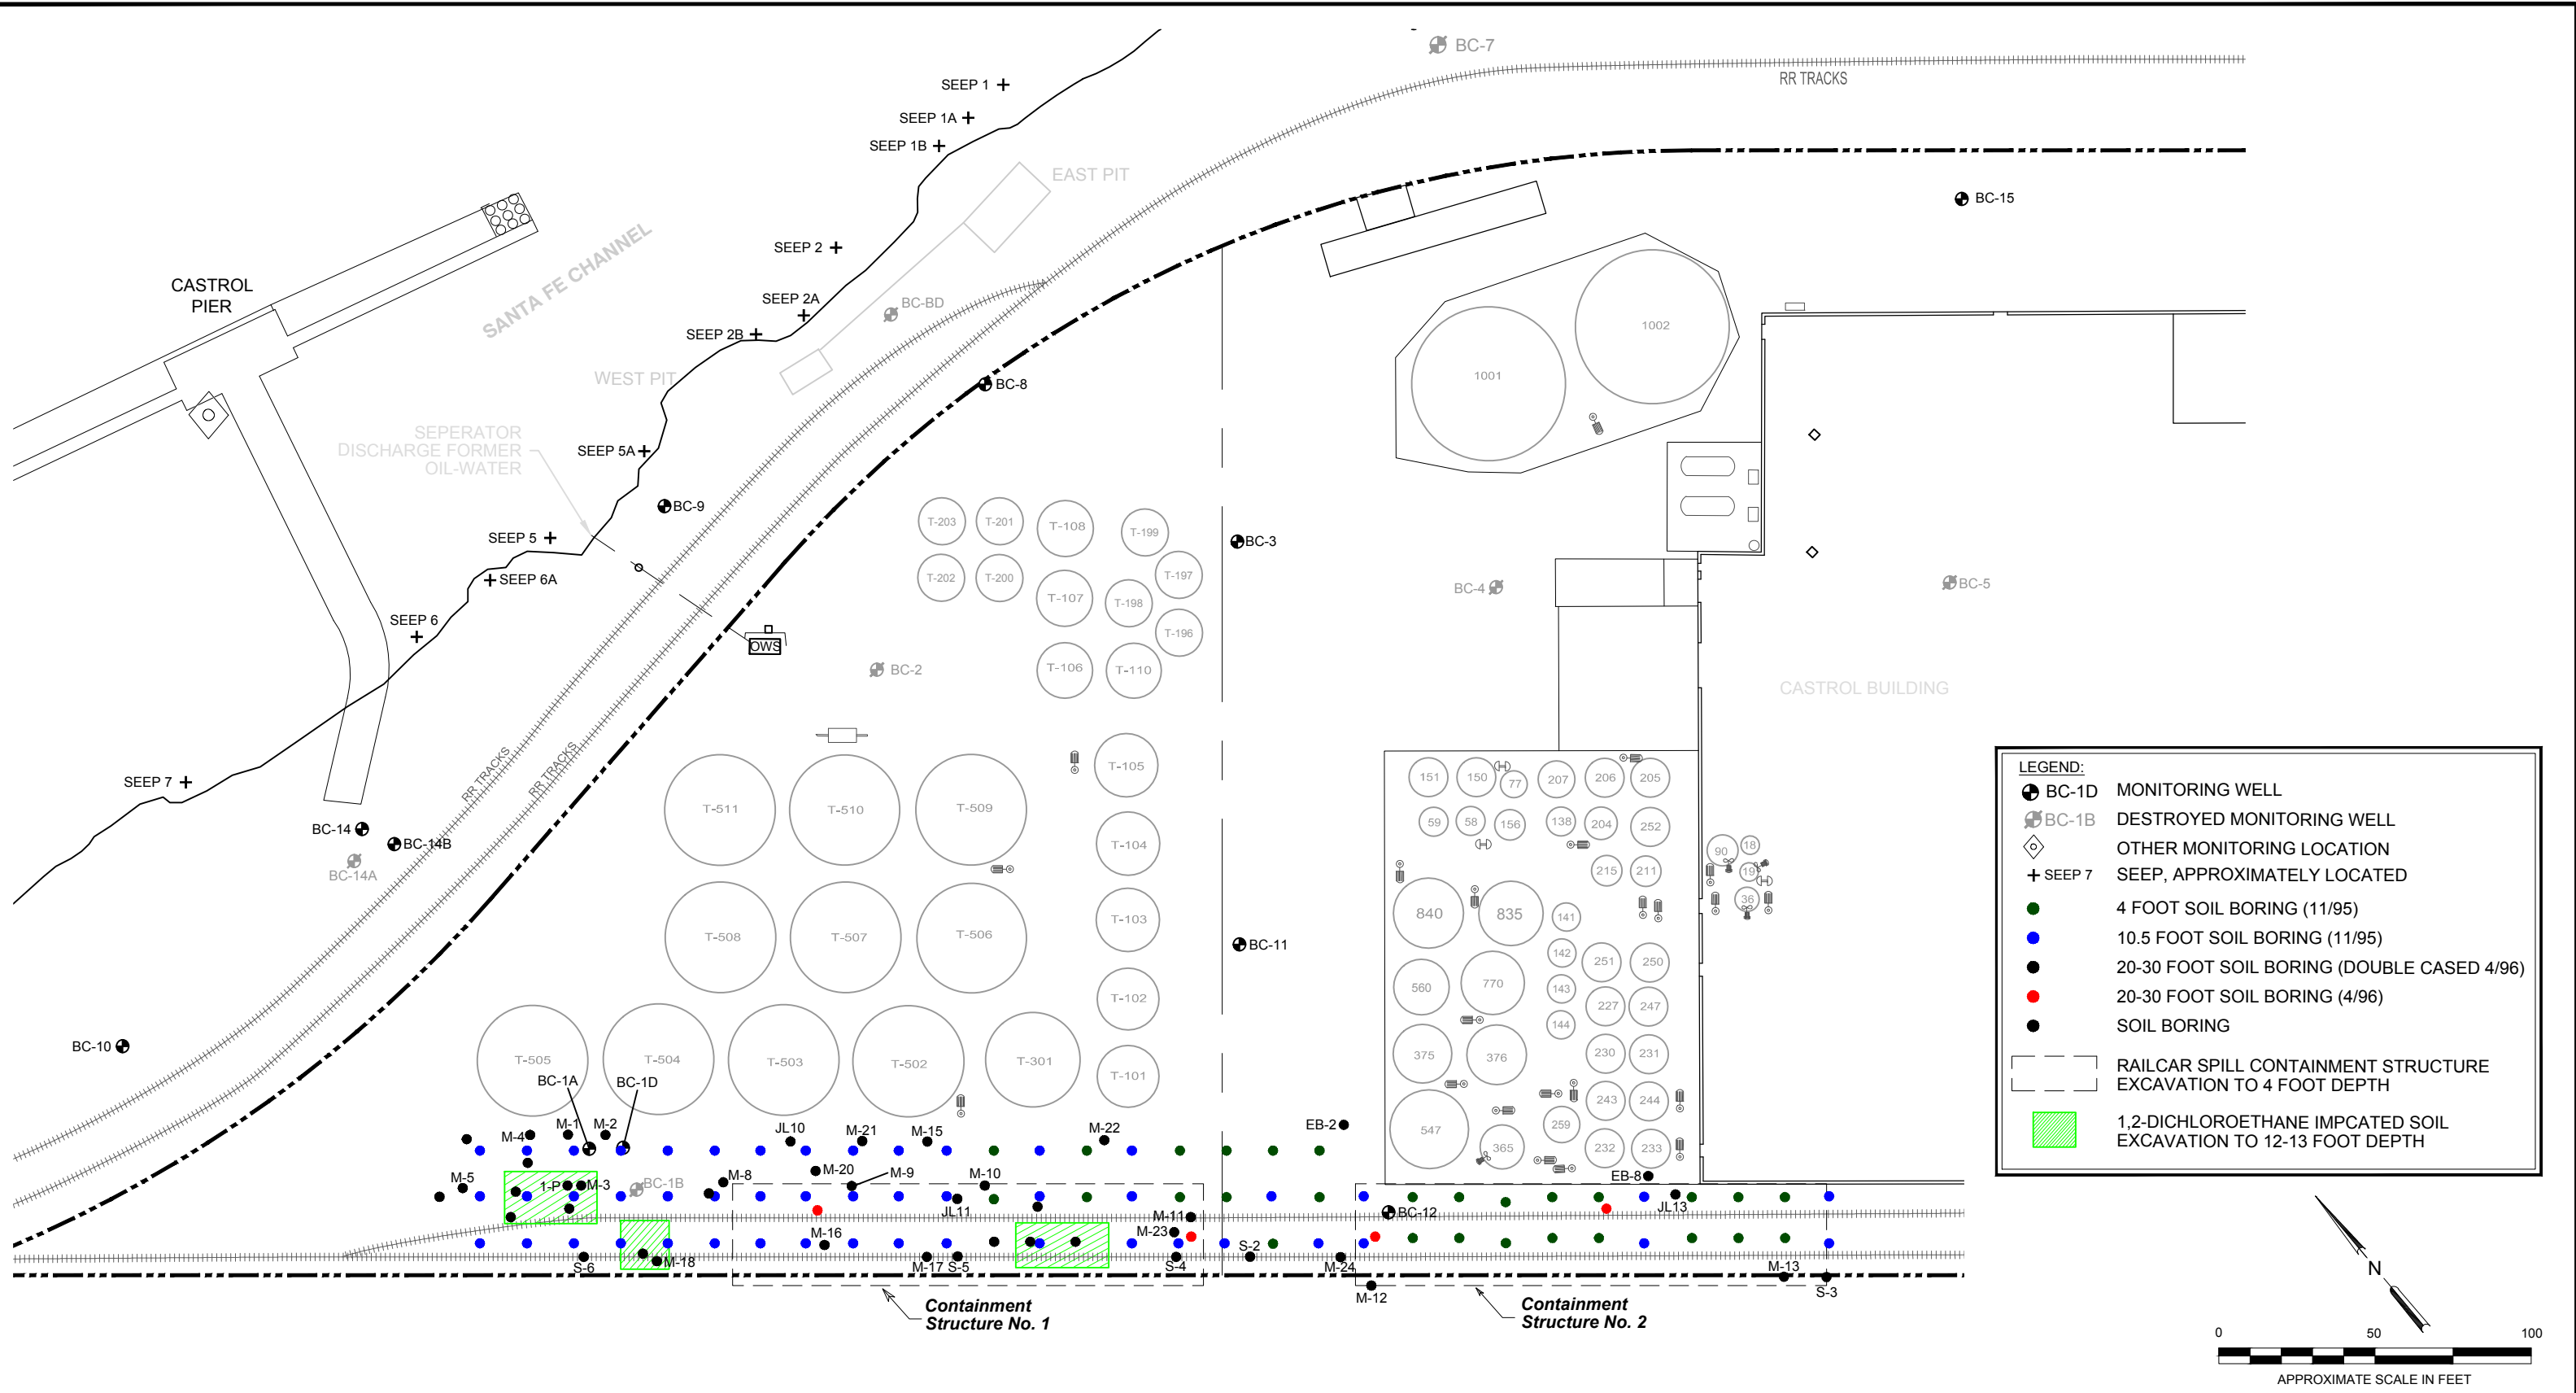 BC-7
RR TRACKS
SEEP 1
SEEP 1A
SEEP 1B
EAST PIT
BC-15
SANTA FE CHANNEL
SEEP 2
CASTROL
PIER
SEEP 2A
BC-BD
SEEP 2B
1002
1001
WEST PIT
BC-8
SEPERATOR
DISCHARGE FORMER
OIL-WATER
SEEP 5A
BC-9
T-203
T-201
T-108
T-199
SEEP 5
BC-3
SEEP 6A
T-202
T-200
T-197
T-107
T-198
BC-4
BC-5
SEEP 6
T-196
OWS
BC-2
T-106
T-110
CASTROL BUILDING
SEEP 7
RR TRACKS
RR TRACKS
T-105
151
150
77
207
206
205
T-511
T-510
T-509
59
58
156
138
204
252
BC-14
BC-14B
BC-14A
T-104
90
18
19
36
215
211
T-508
T-507
T-506
T-103
840
835
141
BC-11
142
251
250
T-102
560
770
143
227
247
144
BC-10
T-505
T-504
T-503
T-502
T-301
T-101
375
376
230
231
BC-1A
BC-1D
243
244
547
365
259
232
233
M-4
M-1
M-2
JL10
M-21
M-15
M-22
EB-2
M-5
1-P
M-3
BC-1B
M-8
M-20
M-9
M-10
EB-8
JL11
M-11
BC-12
JL13
M-16
M-23
S-2
S-6
M-18
M-17
S-5
S-4
M-24
M-13
M-12
S-3
Containment
Structure No. 1
Containment
Structure No. 2
LEGEND:
BC-1D MONITORING WELL
BC-1B DESTROYED MONITORING WELL
OTHER MONITORING LOCATION
SEEP 7 SEEP, APPROXIMATELY LOCATED
4 FOOT SOIL BORING (11/95)
10.5 FOOT SOIL BORING (11/95)
20-30 FOOT SOIL BORING (DOUBLE CASED 4/96)
20-30 FOOT SOIL BORING (4/96)
SOIL BORING
RAILCAR SPILL CONTAINMENT STRUCTURE
EXCAVATION TO 4 FOOT DEPTH
1,2-DICHLOROETHANE IMPCATED SOIL
EXCAVATION TO 12-13 FOOT DEPTH
N
0 50 100
APPROXIMATE SCALE IN FEET